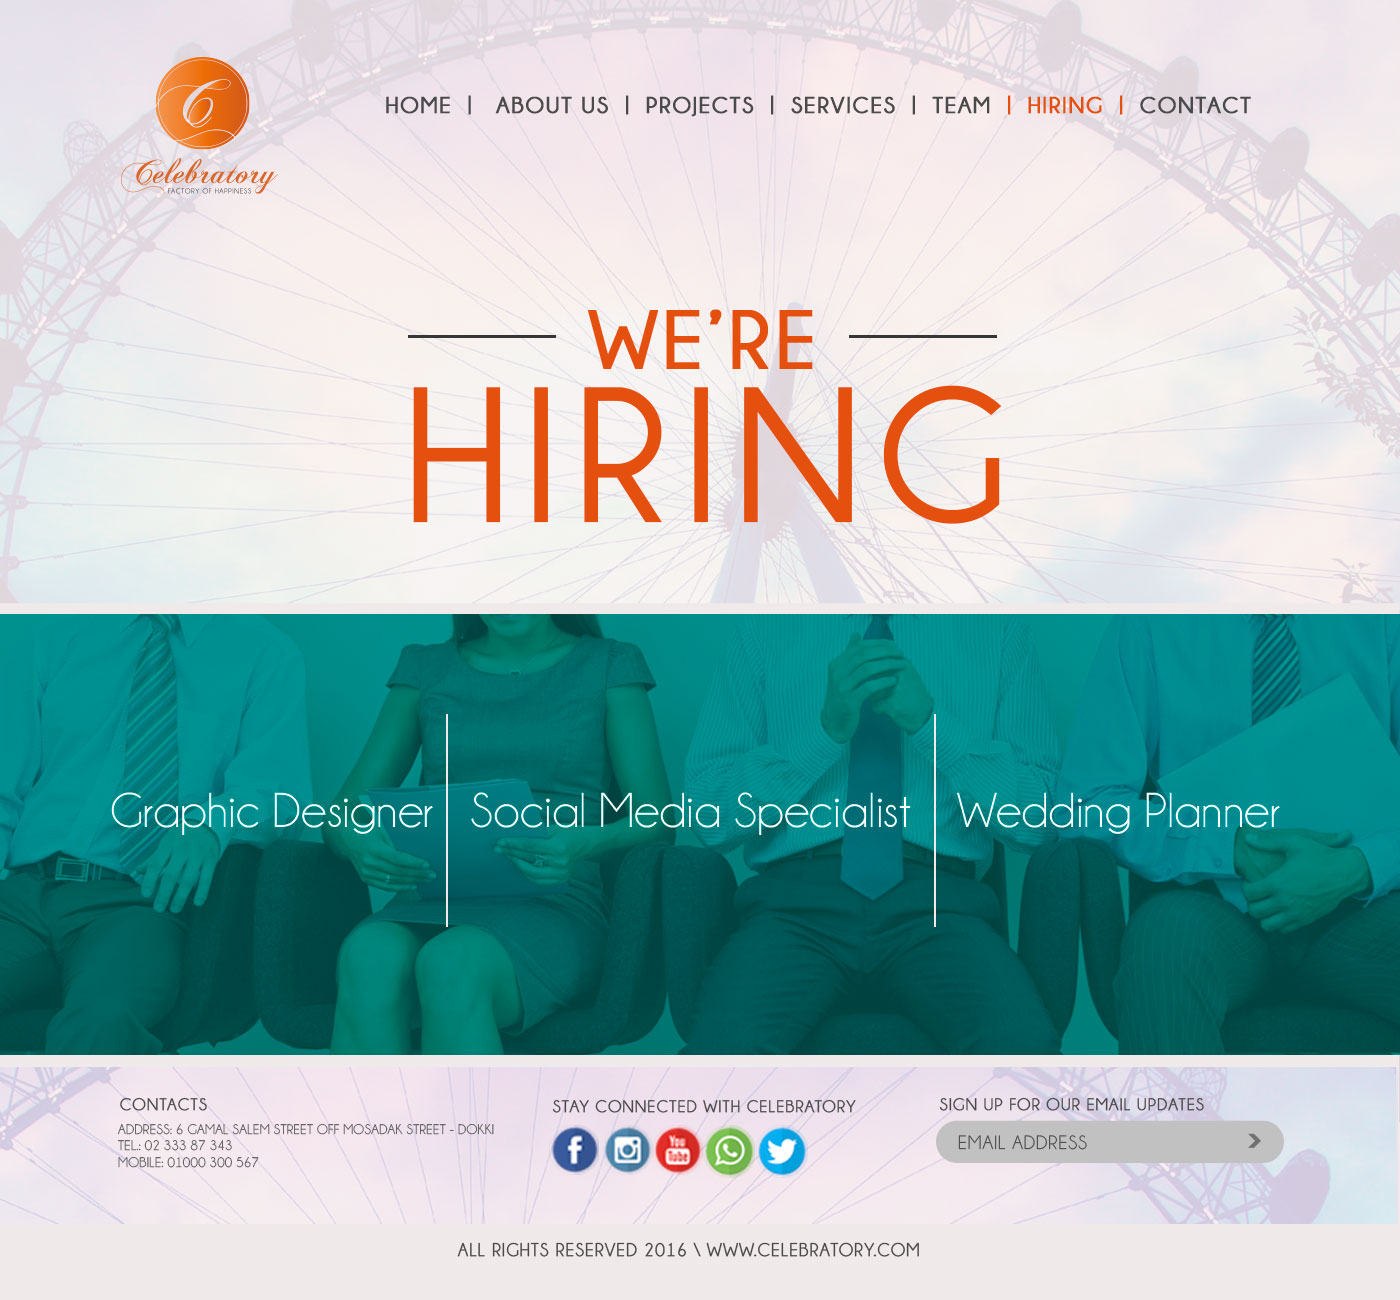 C
Celebratory
FACTORY OF HAPPINESS
HOME | ABOUT US | PROJECTS | SERVICES | TEAM | HIRING | CONTACT
WE'RE
HIRING
Graphic Designer
Social Media Specialist
Wedding Planner
CONTACTS
ADDRESS: 6 GAMAL SALEM STREET OFF MOSADAK STREET - DOKKI
TEL.: 02 333 87 343
MOBILE: 01000 300 567
STAY CONNECTED WITH CELEBRATORY
f
You
Tube
SIGN UP FOR OUR EMAIL UPDATES
EMAIL ADDRESS
ALL RIGHTS RESERVED 2016 \ WWW.CELEBRATORY.COM